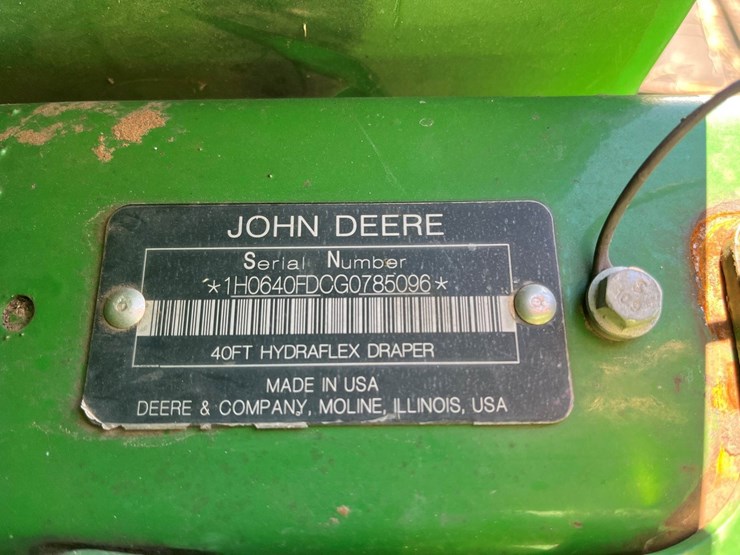 JOHN DEERE
Serial Number
*1H0640FDCG0785096*
40FT HYDRAFLEX DRAPER
MADE IN USA
DEERE & COMPANY, MOLINE, ILLINOIS, USA